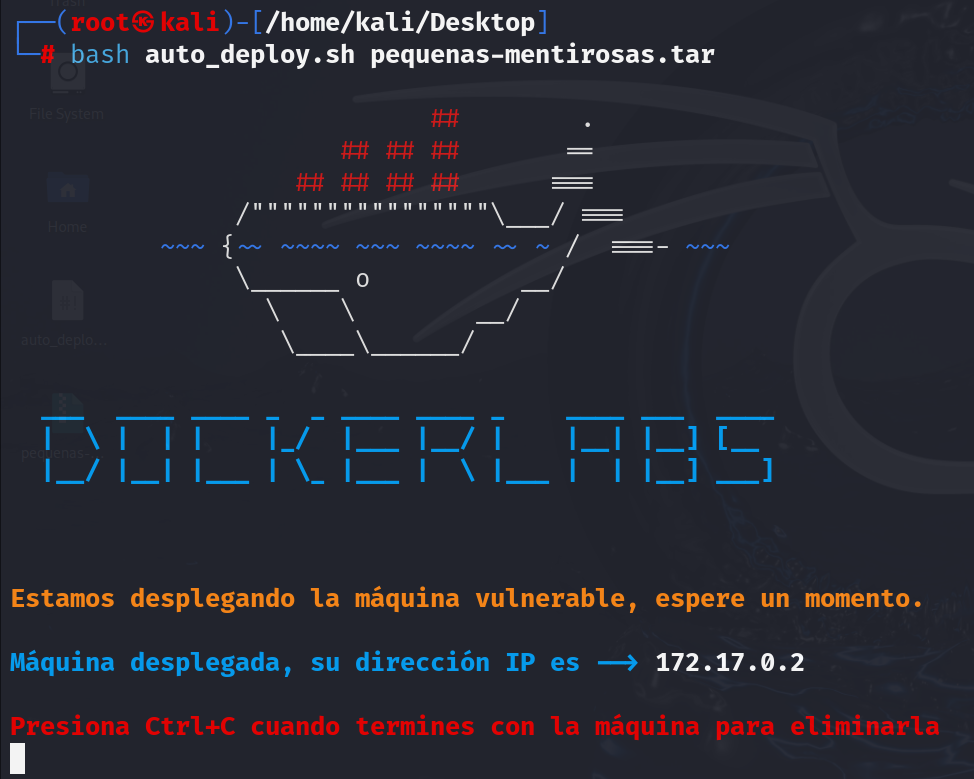 ┌──(root㉿kali)-[/home/kali/Desktop]
└─# bash auto_deploy.sh pequenas-mentirosas.tar
Trash
File System
Home
auto_deplo...
pequenas-...
DOCKERLABS
Estamos desplegando la máquina vulnerable, espere un momento.
Máquina desplegada, su dirección IP es --> 172.17.0.2
Presiona Ctrl+C cuando termines con la máquina para eliminarla